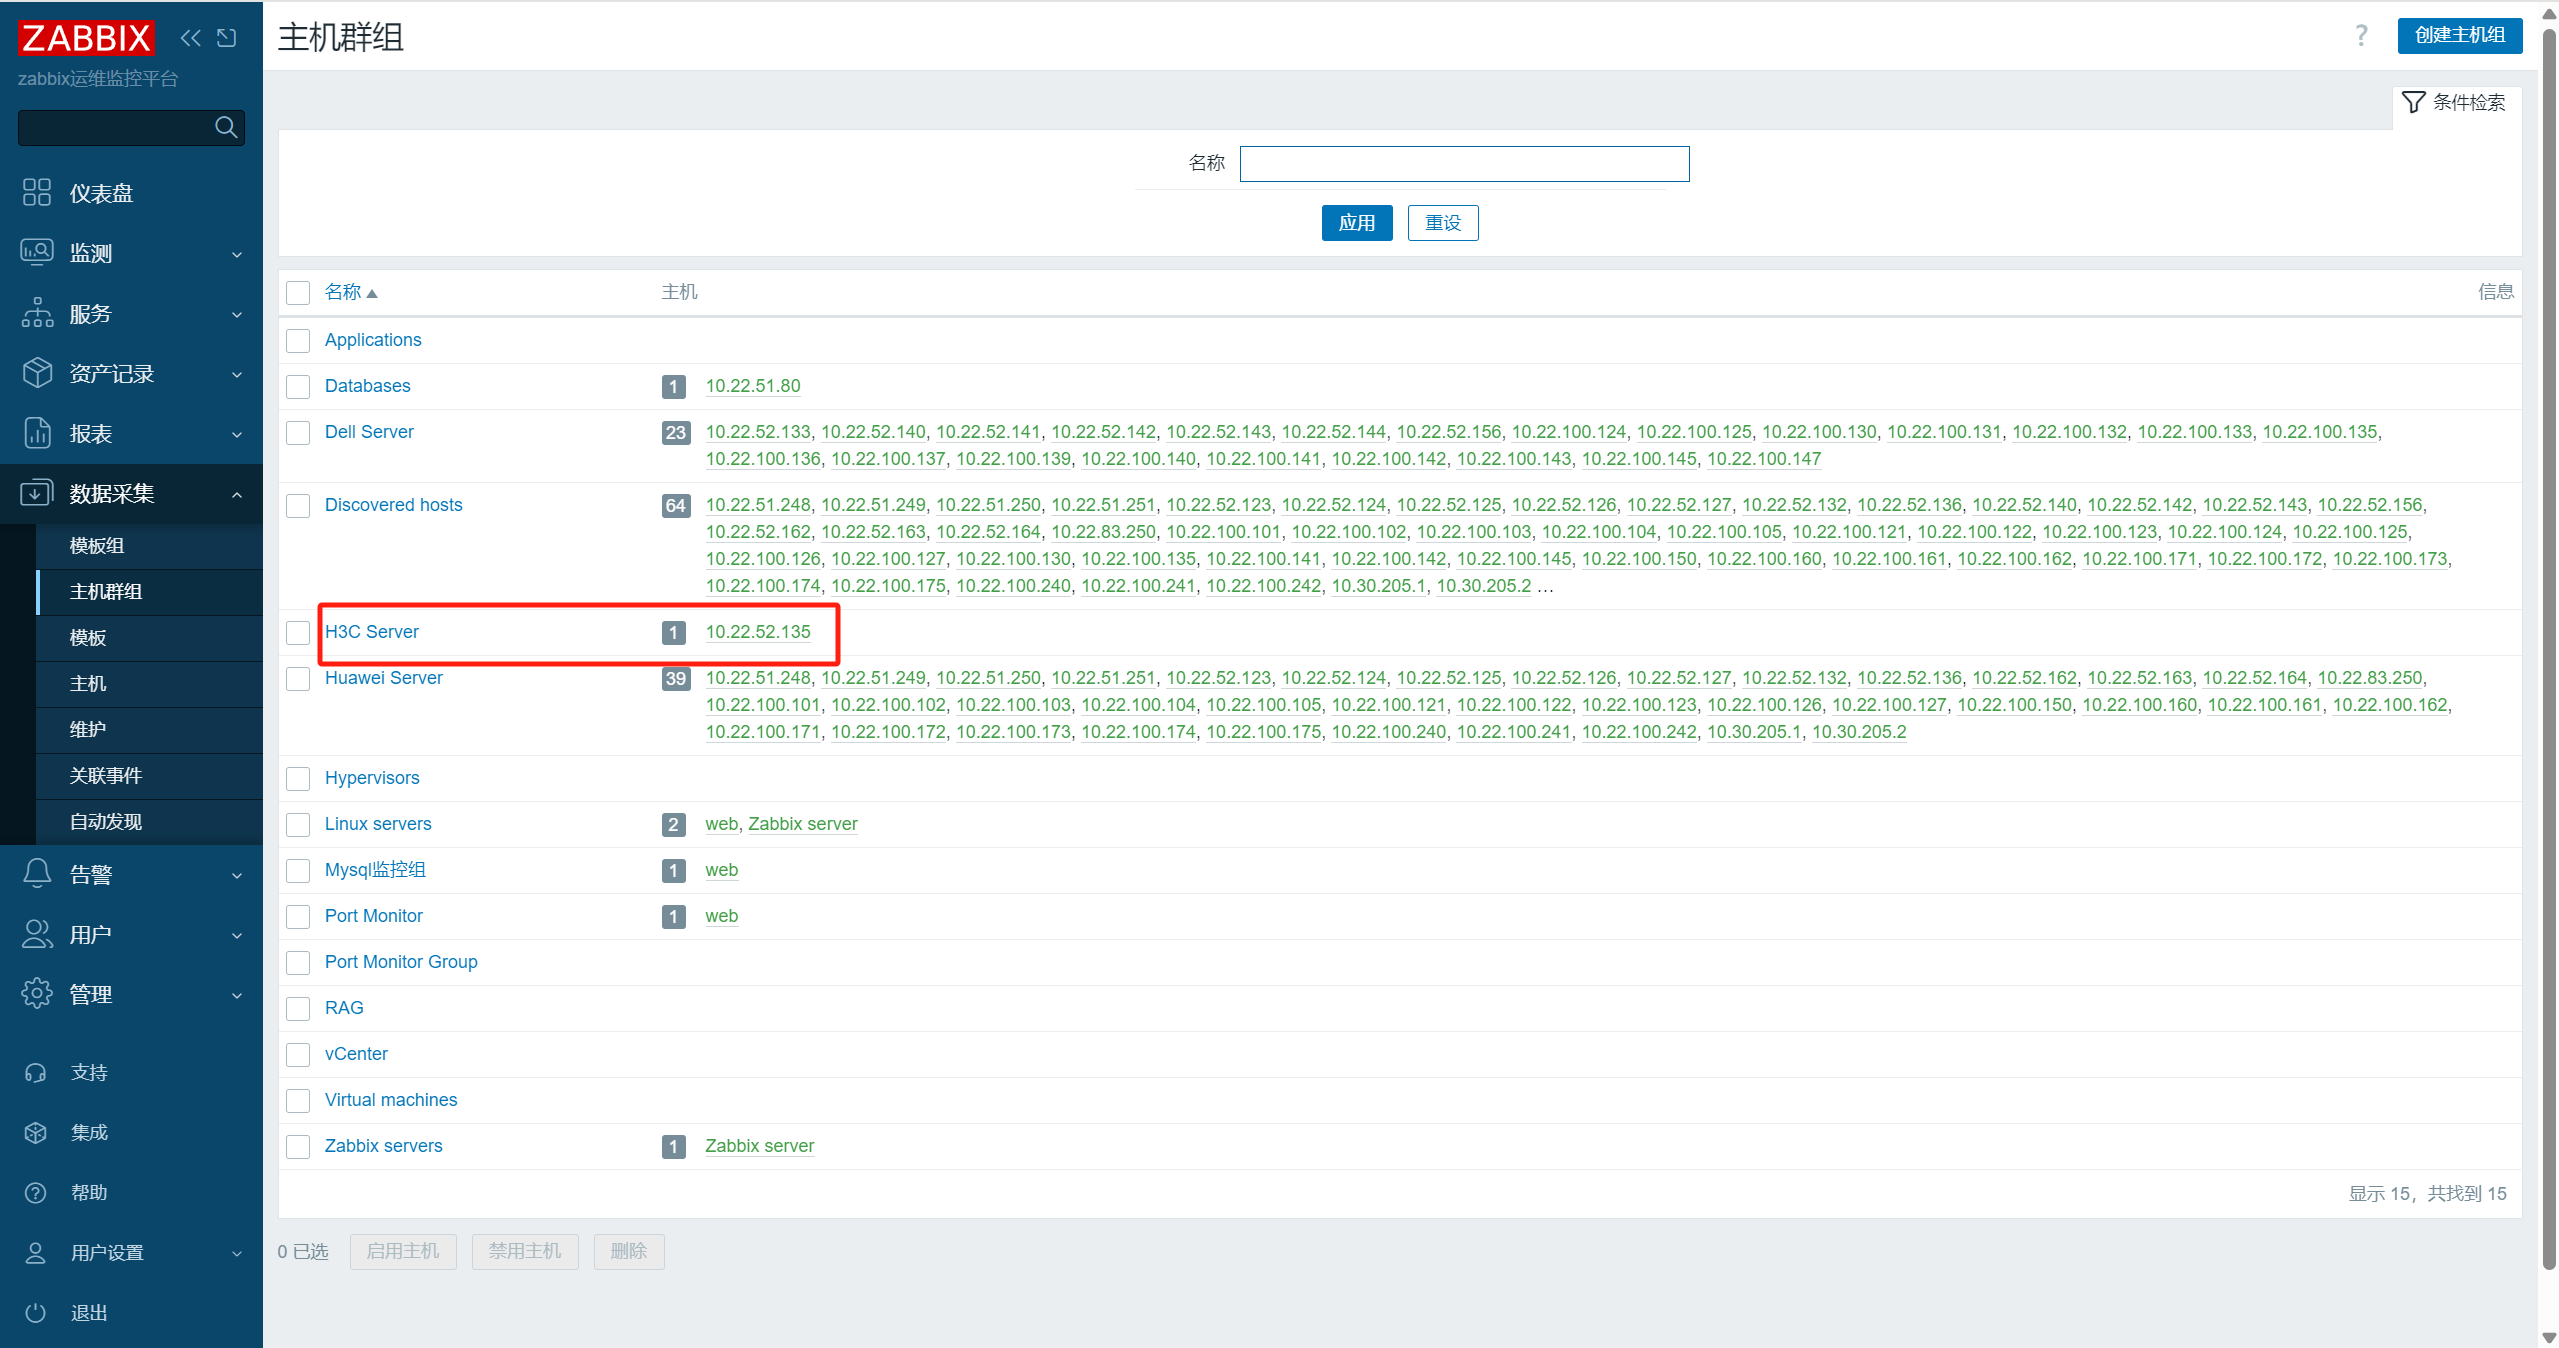 ZABBIX
zabbix运维监控平台
仪表盘
监测
服务
资产记录
报表
数据采集
模板组
主机群组
模板
主机
维护
关联事件
自动发现
告警
用户
管理
支持
集成
帮助
用户设置
退出
主机群组
?
创建主机组
条件检索
名称
应用 重设
名称 主机 信息
Applications
Databases 1 10.22.51.80
Dell Server 23 10.22.52.133, 10.22.52.140, 10.22.52.141, 10.22.52.142, 10.22.52.143, 10.22.52.144, 10.22.52.156, 10.22.100.124, 10.22.100.125, 10.22.100.130, 10.22.100.131, 10.22.100.132, 10.22.100.133, 10.22.100.135,
10.22.100.136, 10.22.100.137, 10.22.100.139, 10.22.100.140, 10.22.100.141, 10.22.100.142, 10.22.100.143, 10.22.100.145, 10.22.100.147
Discovered hosts 64 10.22.51.248, 10.22.51.249, 10.22.51.250, 10.22.51.251, 10.22.52.123, 10.22.52.124, 10.22.52.125, 10.22.52.126, 10.22.52.127, 10.22.52.132, 10.22.52.136, 10.22.52.140, 10.22.52.142, 10.22.52.143, 10.22.52.156,
10.22.52.162, 10.22.52.163, 10.22.52.164, 10.22.83.250, 10.22.100.101, 10.22.100.102, 10.22.100.103, 10.22.100.104, 10.22.100.105, 10.22.100.121, 10.22.100.122, 10.22.100.123, 10.22.100.124, 10.22.100.125,
10.22.100.126, 10.22.100.127, 10.22.100.130, 10.22.100.135, 10.22.100.141, 10.22.100.142, 10.22.100.145, 10.22.100.150, 10.22.100.160, 10.22.100.161, 10.22.100.162, 10.22.100.171, 10.22.100.172, 10.22.100.173,
10.22.100.174, 10.22.100.175, 10.22.100.240, 10.22.100.241, 10.22.100.242, 10.30.205.1, 10.30.205.2 ...
H3C Server 1 10.22.52.135
Huawei Server 39 10.22.51.248, 10.22.51.249, 10.22.51.250, 10.22.51.251, 10.22.52.123, 10.22.52.124, 10.22.52.125, 10.22.52.126, 10.22.52.127, 10.22.52.132, 10.22.52.136, 10.22.52.162, 10.22.52.163, 10.22.52.164, 10.22.83.250,
10.22.100.101, 10.22.100.102, 10.22.100.103, 10.22.100.104, 10.22.100.105, 10.22.100.121, 10.22.100.122, 10.22.100.123, 10.22.100.126, 10.22.100.127, 10.22.100.150, 10.22.100.160, 10.22.100.161, 10.22.100.162,
10.22.100.171, 10.22.100.172, 10.22.100.173, 10.22.100.174, 10.22.100.175, 10.22.100.240, 10.22.100.241, 10.22.100.242, 10.30.205.1, 10.30.205.2
Hypervisors
Linux servers 2 web, Zabbix server
Mysql监控组 1 web
Port Monitor 1 web
Port Monitor Group
RAG
vCenter
Virtual machines
Zabbix servers 1 Zabbix server
显示 15，共找到 15
0 已选 启用主机 禁用主机 删除